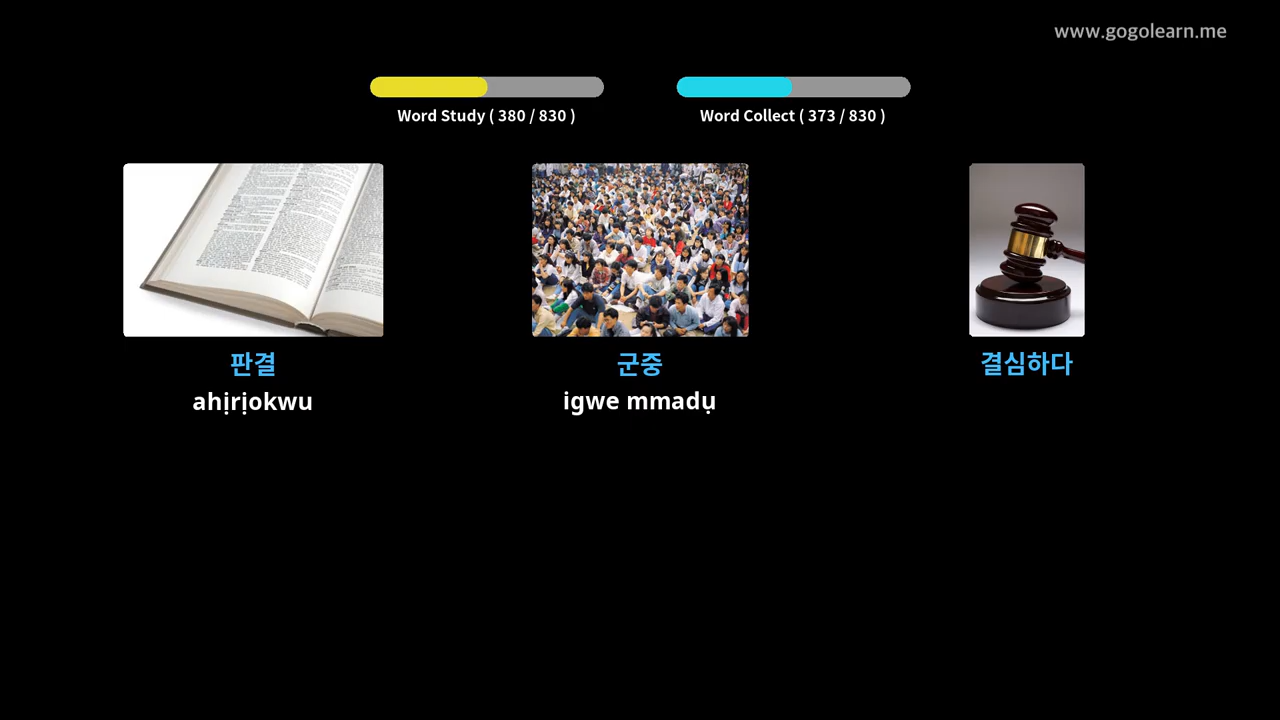 www.gogolearn.me
Word Study ( 380 / 830 )
Word Collect ( 373 / 830 )
판결
군중
결심하다
ahịrịokwu
igwe mmadụ